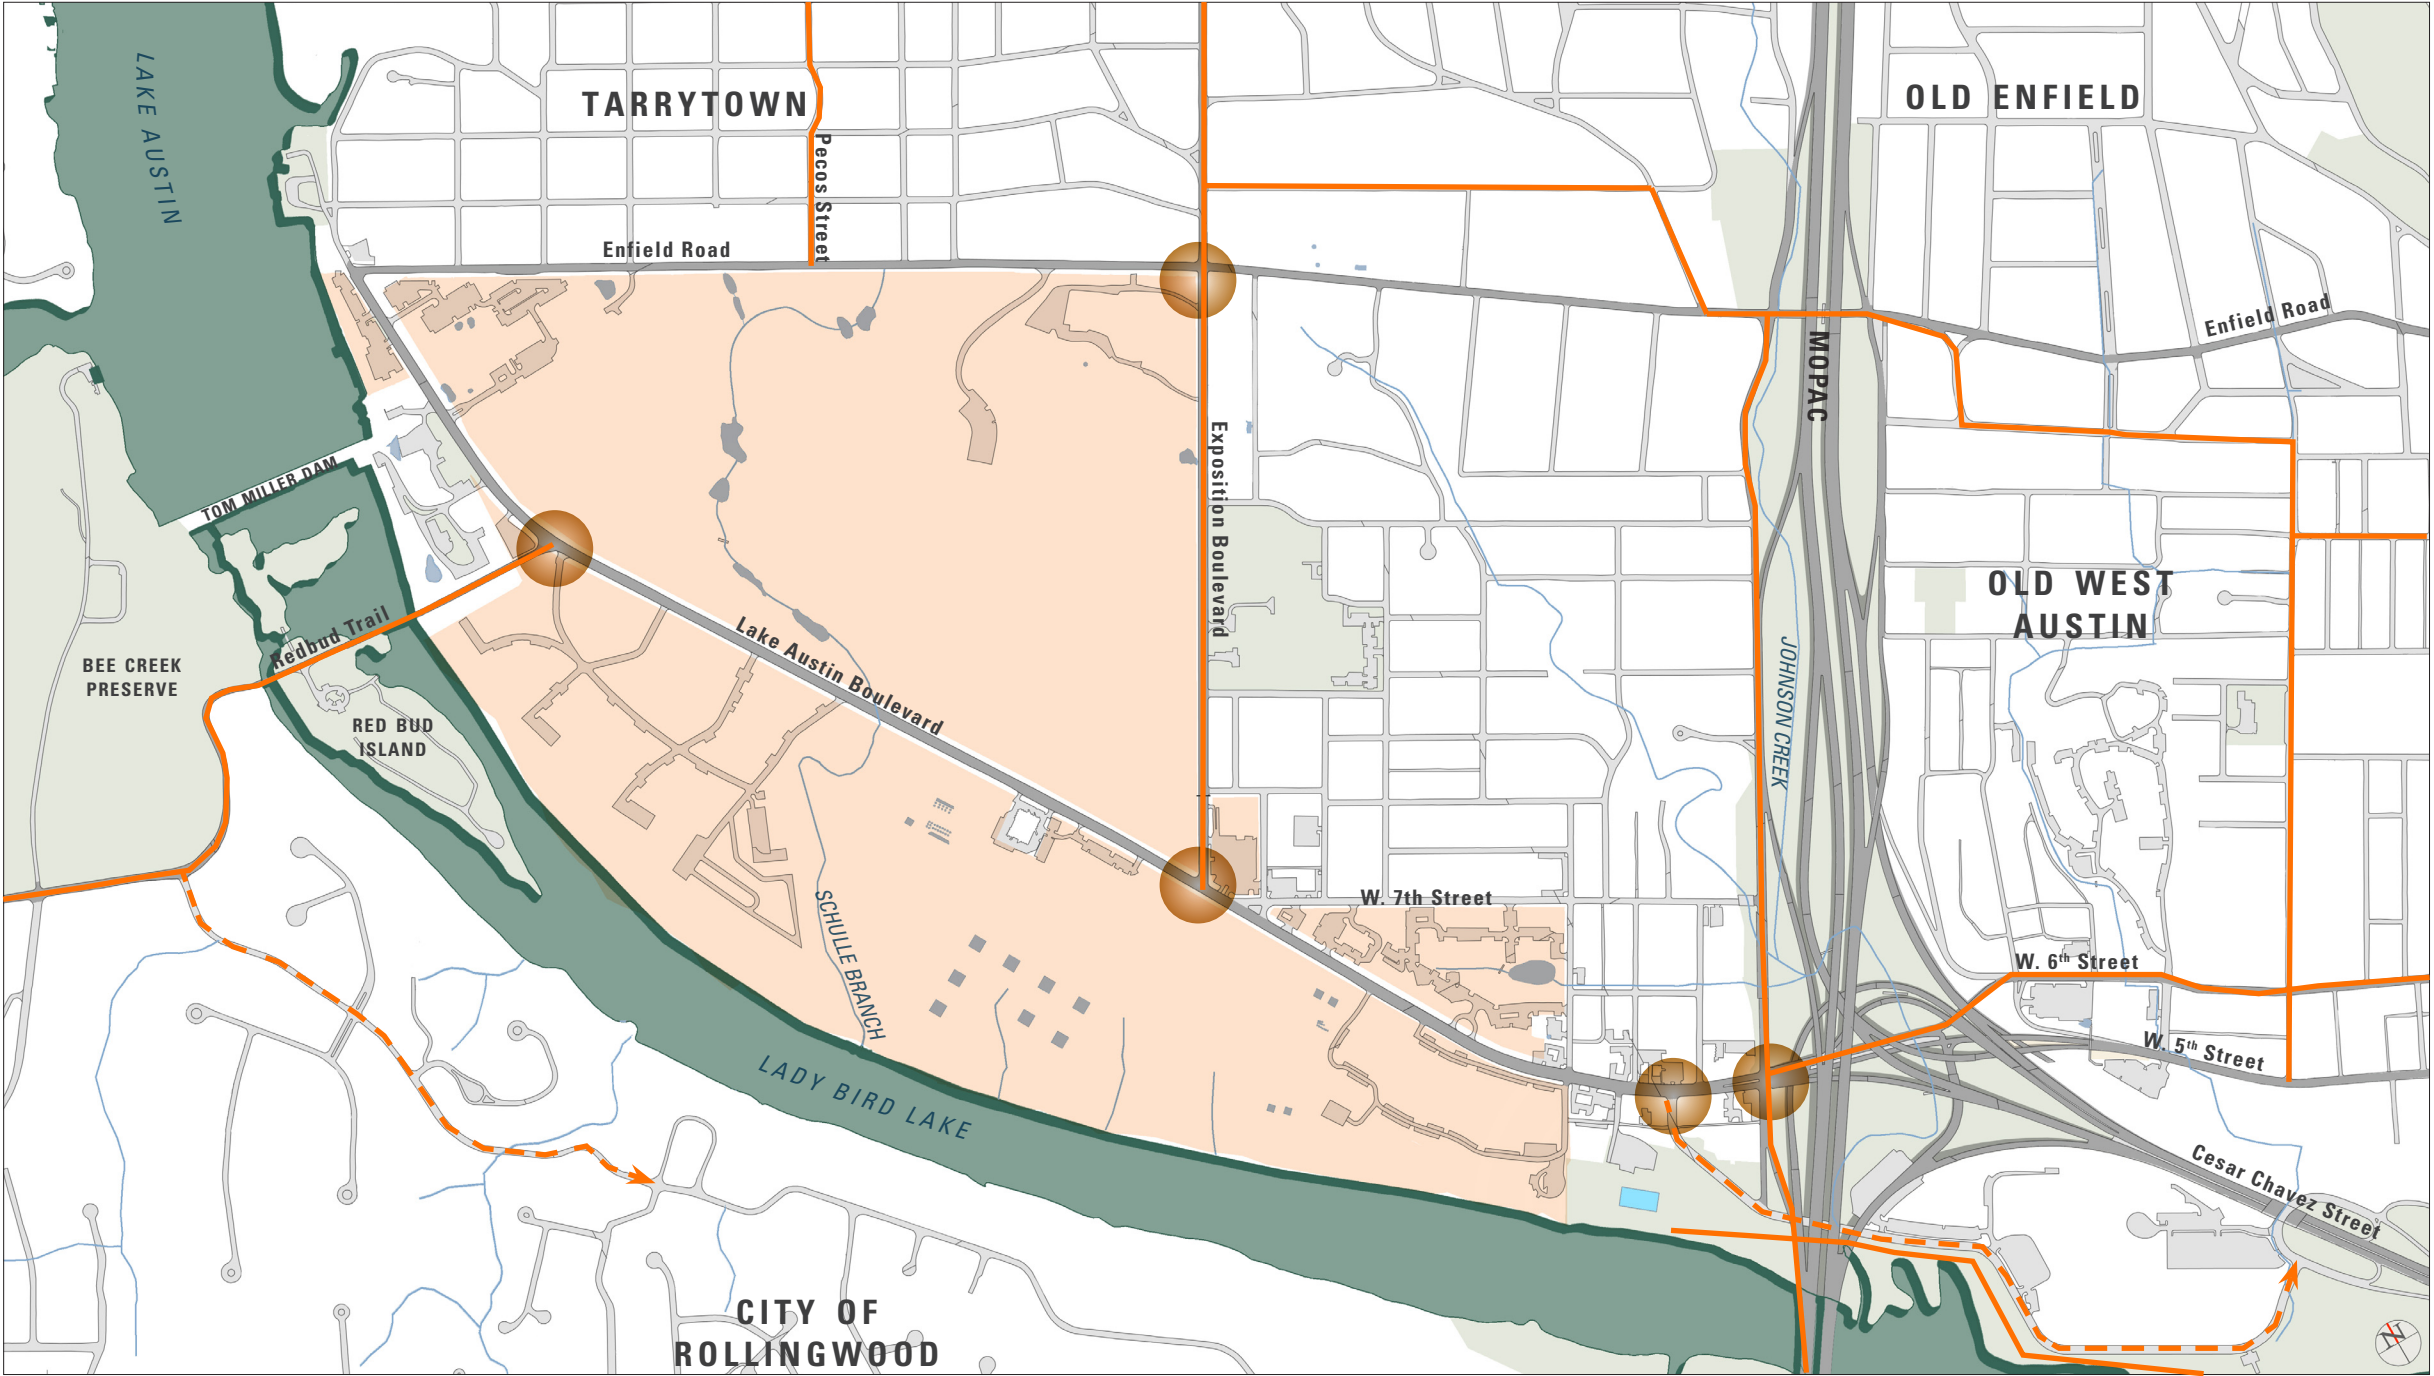 LAKE AUSTIN
TARRYTOWN
OLD ENFIELD
Pecos Street
Enfield Road
Enfield Road
MOPAC
Exposition Boulevard
TOM MILLER DAM
OLD WEST
AUSTIN
Redbud Trail
Lake Austin Boulevard
JOHNSON CREEK
BEE CREEK
PRESERVE
RED BUD
ISLAND
W. 7th Street
SCHULLE BRANCH
W. 6th Street
W. 5th Street
LADY BIRD LAKE
Cesar Chavez Street
CITY OF
ROLLINGWOOD
N